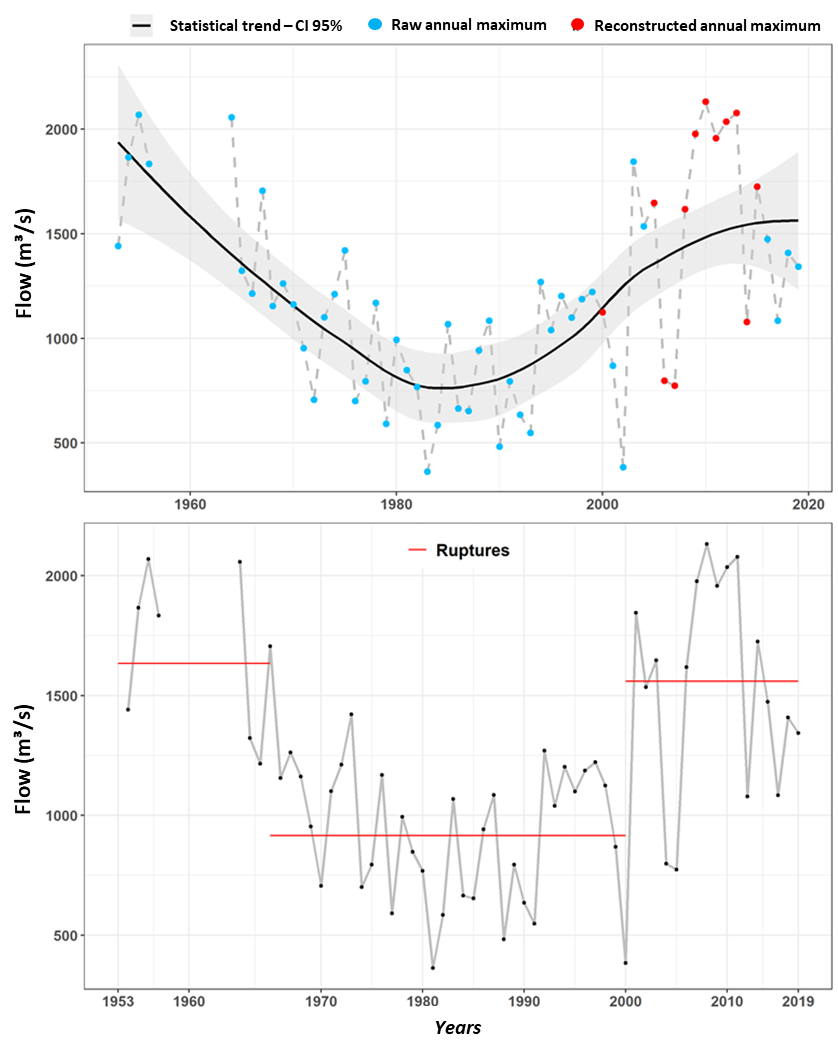 Statistical trend – CI 95% Raw annual maximum Reconstructed annual maximum
2000
1500
1000
500
Flow (m³/s)
1960 1980 2000 2020
Ruptures
2000
1500
1000
500
Flow (m³/s)
1953 1960 1970 1980 1990 2000 2010 2019
Years